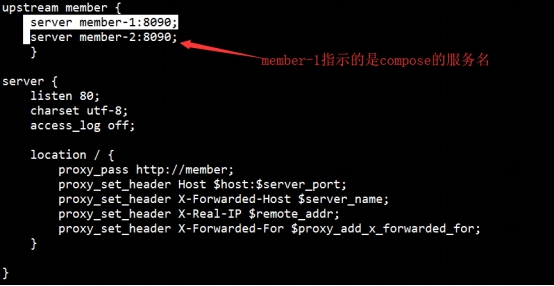 upstream member {
server member-1:8090;
server member-2:8090;
}
member-1指示的是compose的服务名
server {
listen 80;
charset utf-8;
access_log off;
location / {
proxy_pass http://member;
proxy_set_header Host $host:$server_port;
proxy_set_header X-Forwarded-Host $server_name;
proxy_set_header X-Real-IP $remote_addr;
proxy_set_header X-Forwarded-For $proxy_add_x_forwarded_for;
}
}